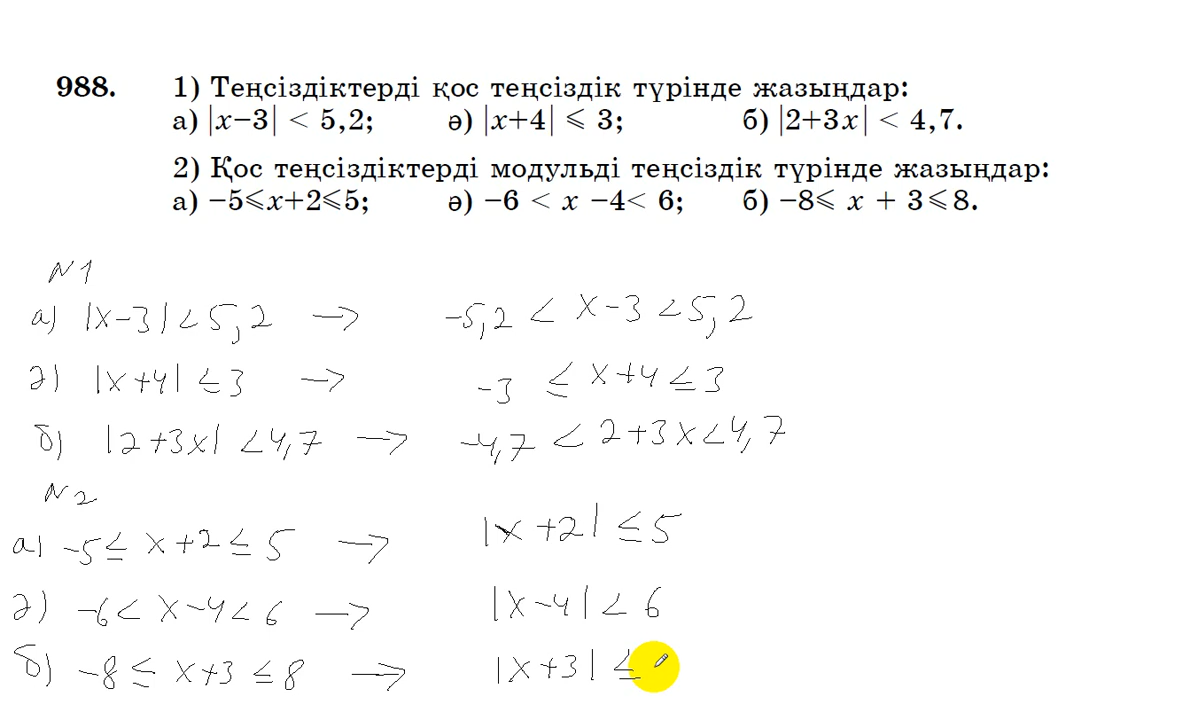 988. 1) Теңсіздіктерді қос теңсіздік түрінде жазыңдар:
а) |x−3| < 5,2; ә) |x+4| ⩽ 3; б) |2+3x| < 4,7.
2) Қос теңсіздіктерді модульді теңсіздік түрінде жазыңдар:
а) −5⩽x+2⩽5; ә) −6 < x −4< 6; б) −8⩽ x + 3⩽8.
N1
а) |x−3|<5,2 → −5,2 < x−3 <5,2
ә) |x+4| ≤3 → −3 ≤ x+4 ≤3
б) |2+3x| <4,7 → −4,7 < 2+3x<4,7
N2
а) −5≤ x+2≤5 → |x+2| ≤5
ә) −6< x−4<6 → |x−4|<6
б) −8 ≤ x+3 ≤8 → |x+3| ≤